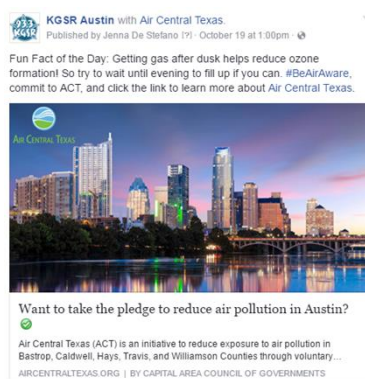 93.3
KGSR
KGSR Austin with Air Central Texas.
Published by Jenna De Stefano [?] · October 19 at 1:00pm ·
Fun Fact of the Day: Getting gas after dusk helps reduce ozone
formation! So try to wait until evening to fill up if you can. #BeAirAware,
commit to ACT, and click the link to learn more about Air Central Texas.
AIR CENTRAL TEXAS
Want to take the pledge to reduce air pollution in Austin?
Air Central Texas (ACT) is an initiative to reduce exposure to air pollution in
Bastrop, Caldwell, Hays, Travis, and Williamson Counties through voluntary…
AIRCENTRALTEXAS.ORG | BY CAPITAL AREA COUNCIL OF GOVERNMENTS